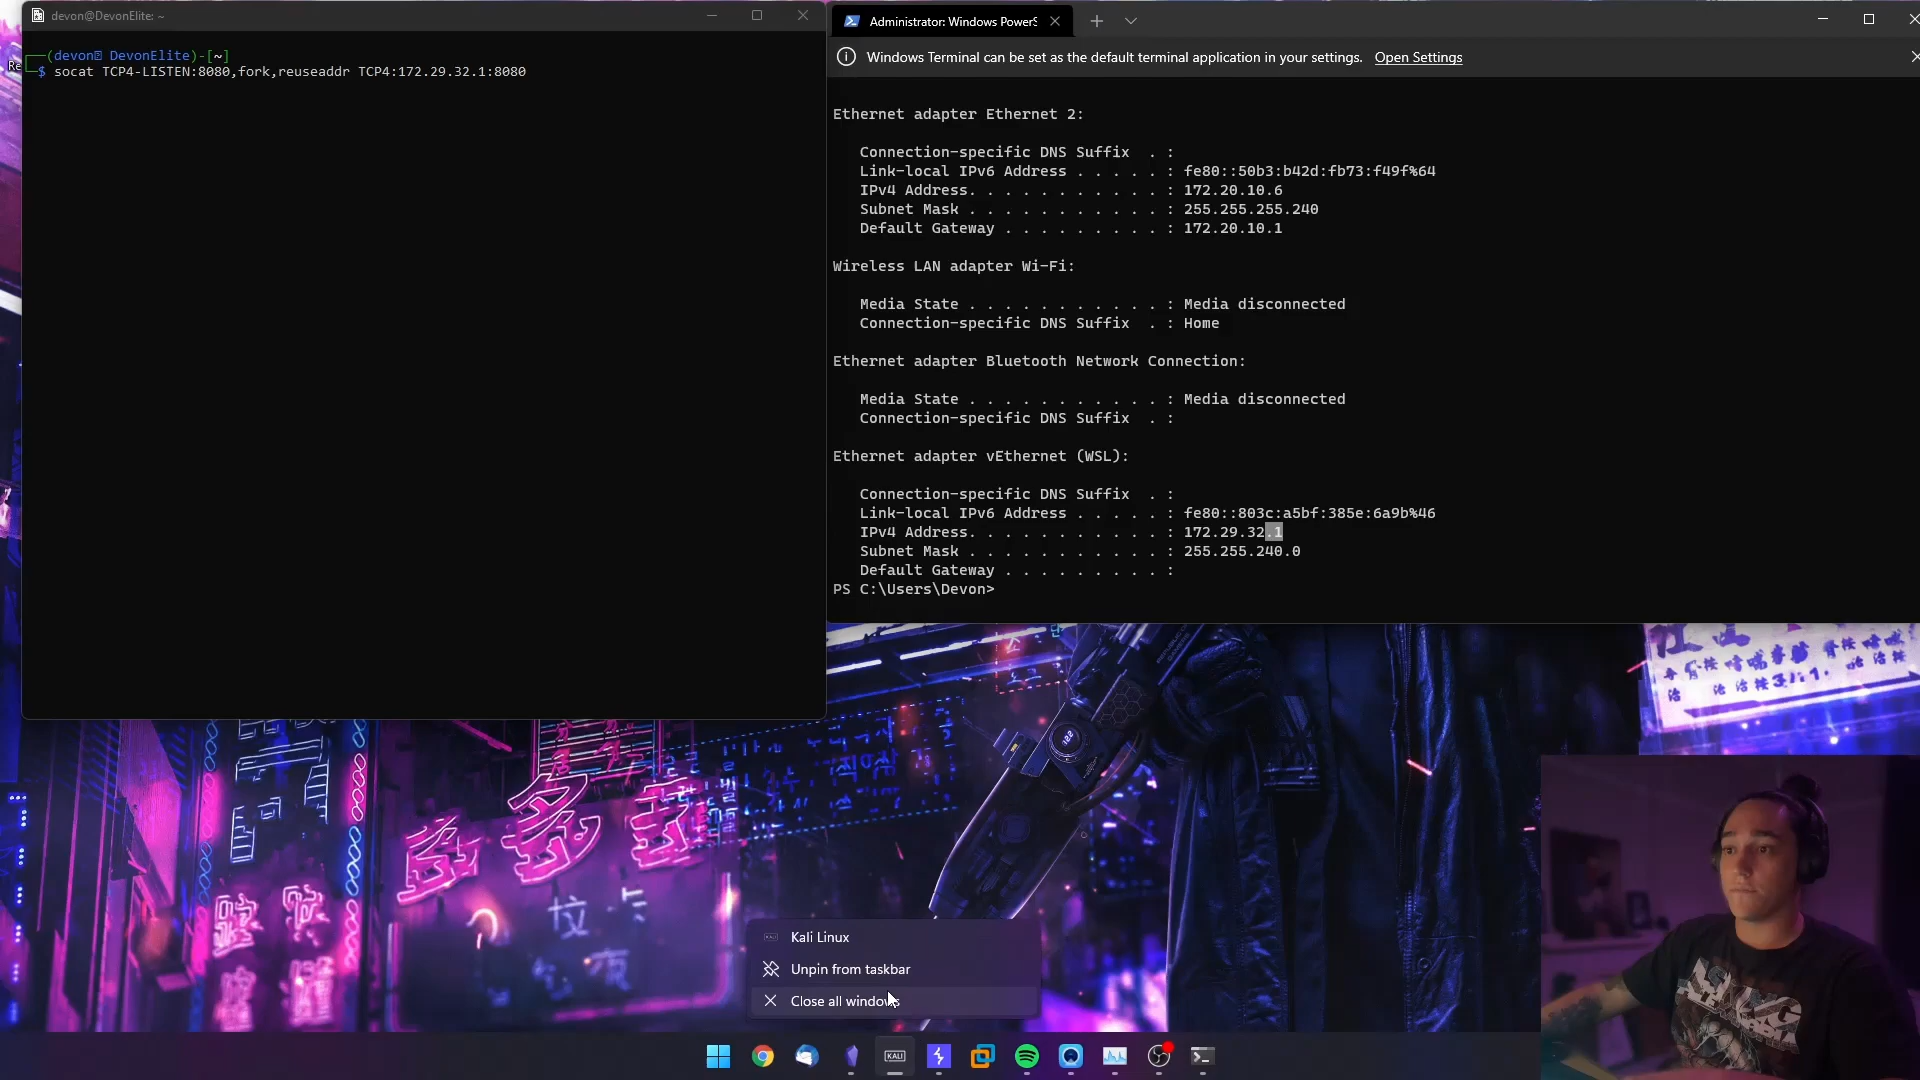 devon@DevonElite: ~
(devon DevonElite)-[~]
$ socat TCP4-LISTEN:8080,fork,reuseaddr TCP4:172.29.32.1:8080
Re
Administrator: Windows PowerS
Windows Terminal can be set as the default terminal application in your settings. Open Settings
Ethernet adapter Ethernet 2:
Connection-specific DNS Suffix  . :
Link-local IPv6 Address . . . . . : fe80::50b3:b42d:fb73:f49f%64
IPv4 Address. . . . . . . . . . . : 172.20.10.6
Subnet Mask . . . . . . . . . . . : 255.255.255.240
Default Gateway . . . . . . . . . : 172.20.10.1
Wireless LAN adapter Wi-Fi:
Media State . . . . . . . . . . . : Media disconnected
Connection-specific DNS Suffix  . : Home
Ethernet adapter Bluetooth Network Connection:
Media State . . . . . . . . . . . : Media disconnected
Connection-specific DNS Suffix  . :
Ethernet adapter vEthernet (WSL):
Connection-specific DNS Suffix  . :
Link-local IPv6 Address . . . . . : fe80::803c:a5bf:385e:6a9b%46
IPv4 Address. . . . . . . . . . . : 172.29.32.1
Subnet Mask . . . . . . . . . . . : 255.255.240.0
Default Gateway . . . . . . . . . :
PS C:\Users\Devon>
Kali Linux
Unpin from taskbar
Close all windows
KALI